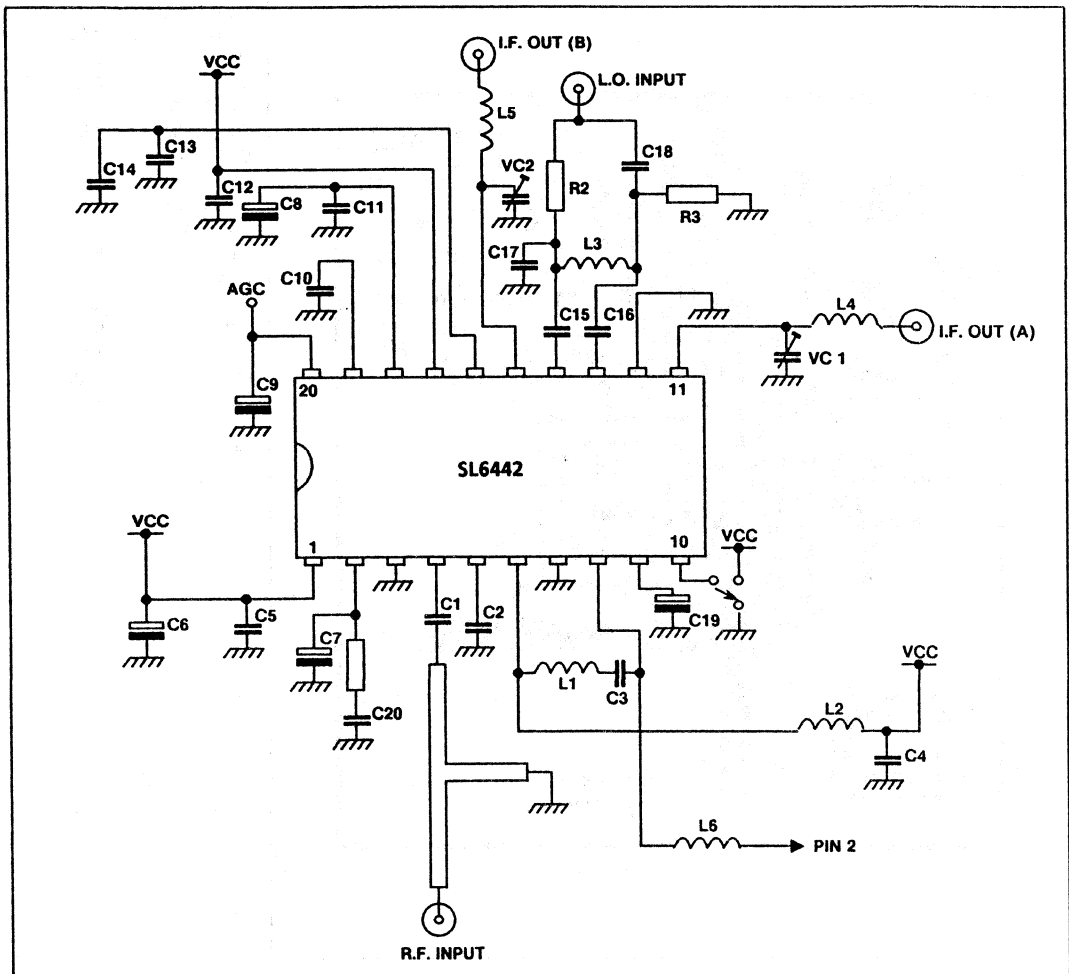 I.F. OUT (B)
VCC
L.O. INPUT
L5
C13
C14
C18
VC2
C12
C8
C11
R2
R3
C17
L3
C10
AGC
L4
C15
C16
I.F. OUT (A)
VC 1
C9
20
11
SL6442
VCC
1
10
VCC
C1
C2
C19
C6
C5
C7
VCC
L1
C3
C20
L2
C4
L6
PIN 2
R.F. INPUT